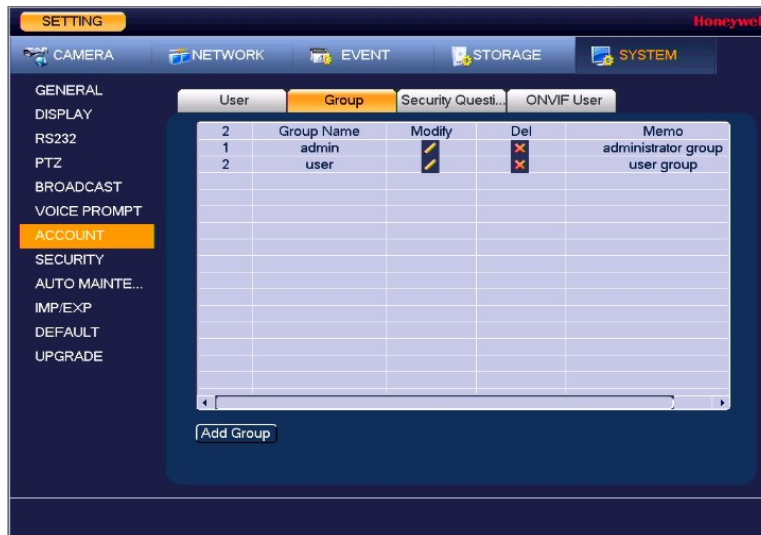 SETTING
Honeywel
CAMERA NETWORK EVENT STORAGE SYSTEM
GENERAL
DISPLAY
RS232
PTZ
BROADCAST
VOICE PROMPT
ACCOUNT
SECURITY
AUTO MAINTE...
IMP/EXP
DEFAULT
UPGRADE
User Group Security Questi... ONVIF User
2 Group Name Modify Del Memo
1 admin administrator group
2 user user group
Add Group